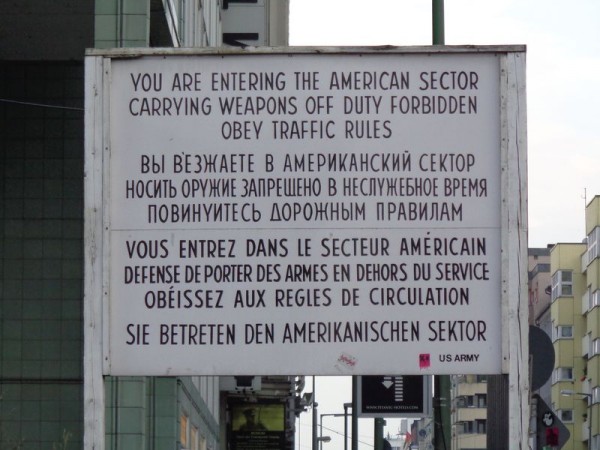 YOU ARE ENTERING THE AMERICAN SECTOR
CARRYING WEAPONS OFF DUTY FORBIDDEN
OBEY TRAFFIC RULES
ВЫ ВЪЕЗЖАЕТЕ В АМЕРИКАНСКИЙ СЕКТОР
НОСИТЬ ОРУЖИЕ ЗАПРЕЩЕНО В НЕСЛУЖЕБНОЕ ВРЕМЯ
ПОВИНУИТЕСЬ ДОРОЖНЫМ ПРАВИЛАМ
VOUS ENTREZ DANS LE SECTEUR AMÉRICAIN
DEFENSE DE PORTER DES ARMES EN DEHORS DU SERVICE
OBÉISSEZ AUX REGLES DE CIRCULATION
SIE BETRETEN DEN AMERIKANISCHEN SEKTOR
US ARMY